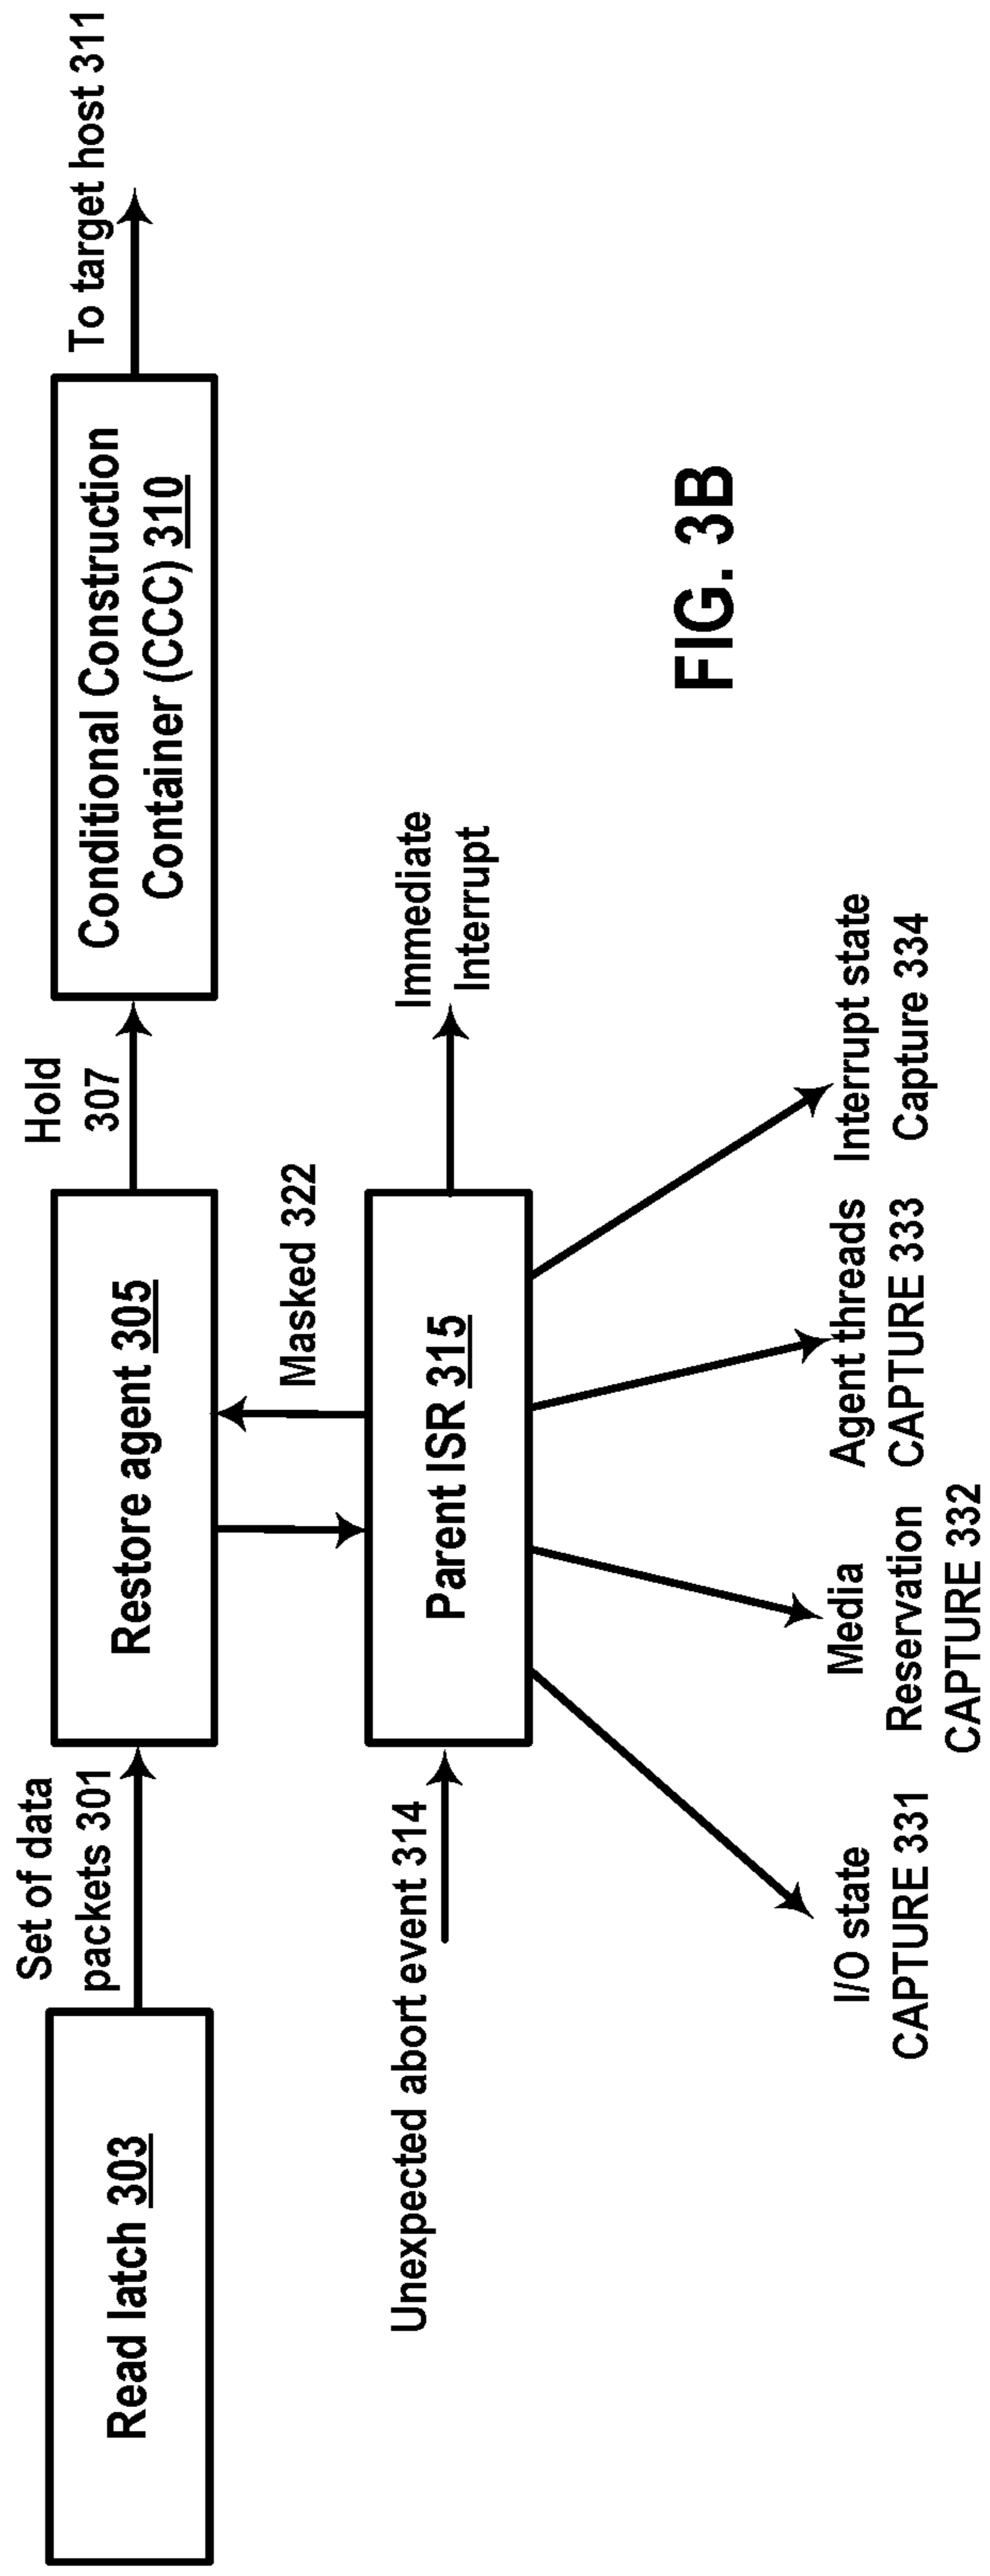 Read latch 303
Set of data
packets 301
Restore agent 305
Hold
307
Conditional Construction
Container (CCC) 310
To target host 311
Masked 322
Unexpected abort event 314
Parent ISR 315
Immediate
Interrupt
I/O state
CAPTURE 331
Media
Reservation
CAPTURE 332
Agent threads
CAPTURE 333
Interrupt state
Capture 334
FIG. 3B